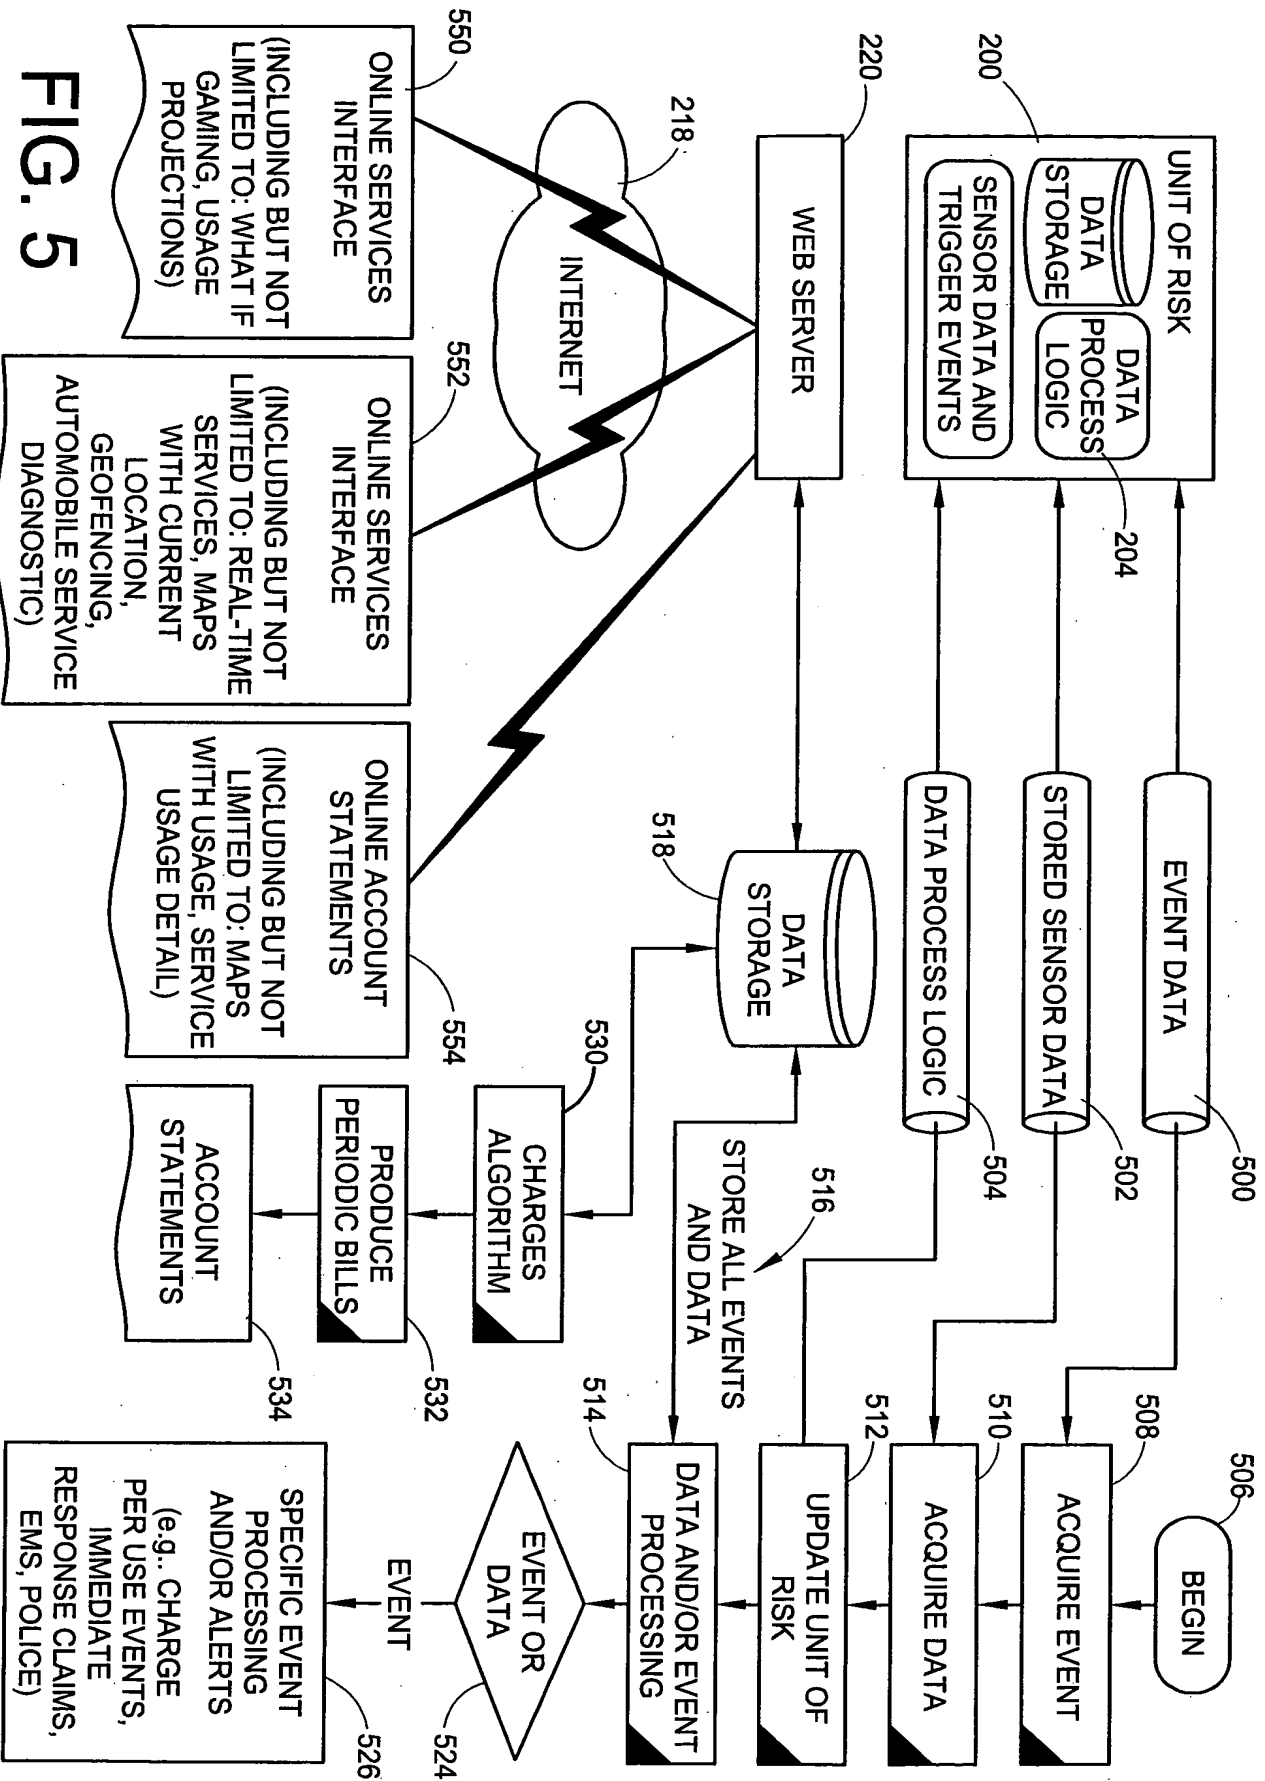 200
UNIT OF RISK
DATA
STORAGE
DATA
PROCESS
LOGIC
204
SENSOR DATA AND
TRIGGER EVENTS
EVENT DATA
500
STORED SENSOR DATA
502
DATA PROCESS LOGIC
504
506
BEGIN
508
ACQUIRE EVENT
510
ACQUIRE DATA
512
UPDATE UNIT OF
RISK
514
DATA AND/OR EVENT
PROCESSING
516
STORE ALL EVENTS
AND DATA
220
WEB SERVER
518
DATA
STORAGE
218
INTERNET
530
CHARGES
ALGORITHM
PRODUCE
PERIODIC BILLS
532
ACCOUNT
STATEMENTS
534
EVENT OR
DATA
524
EVENT
SPECIFIC EVENT
PROCESSING
AND/OR ALERTS
(e.g.. CHARGE
PER USE EVENTS,
IMMEDIATE
RESPONSE CLAIMS,
EMS, POLICE)
526
550
ONLINE SERVICES
INTERFACE
(INCLUDING BUT NOT
LIMITED TO: WHAT IF
GAMING, USAGE
PROJECTIONS)
552
ONLINE SERVICES
INTERFACE
(INCLUDING BUT NOT
LIMITED TO: REAL-TIME
SERVICES, MAPS
WITH CURRENT
LOCATION,
GEOFENCING,
AUTOMOBILE SERVICE
DIAGNOSTIC)
554
ONLINE ACCOUNT
STATEMENTS
(INCLUDING BUT NOT
LIMITED TO: MAPS
WITH USAGE, SERVICE
USAGE DETAIL)
FIG. 5